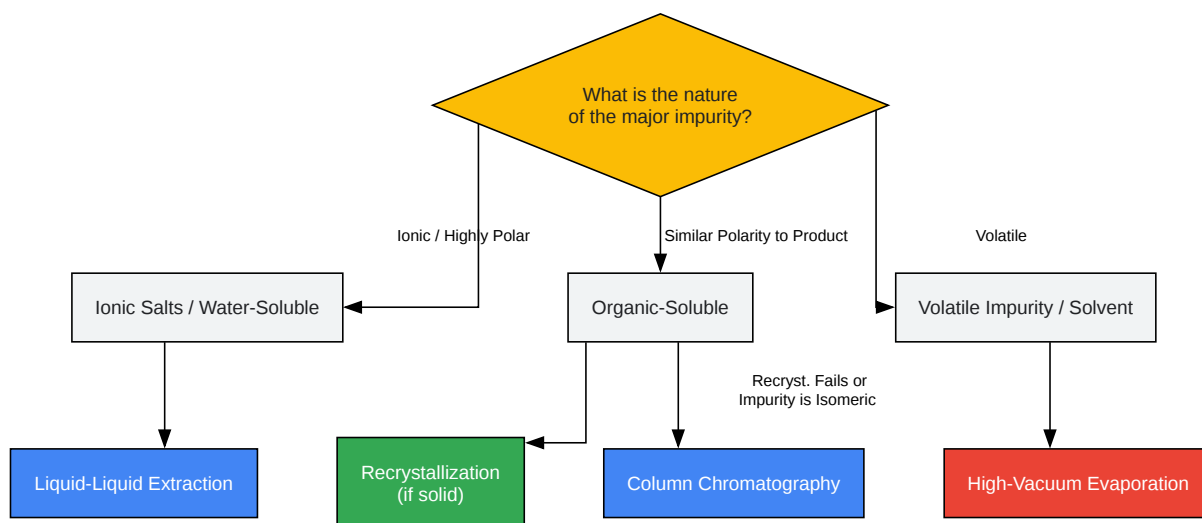 What is the nature
of the major impurity?
Ionic / Highly Polar
Similar Polarity to Product
Volatile
Ionic Salts / Water-Soluble
Organic-Soluble
Volatile Impurity / Solvent
Recryst. Fails or
Impurity is Isomeric
Liquid-Liquid Extraction
Recrystallization
(if solid)
Column Chromatography
High-Vacuum Evaporation